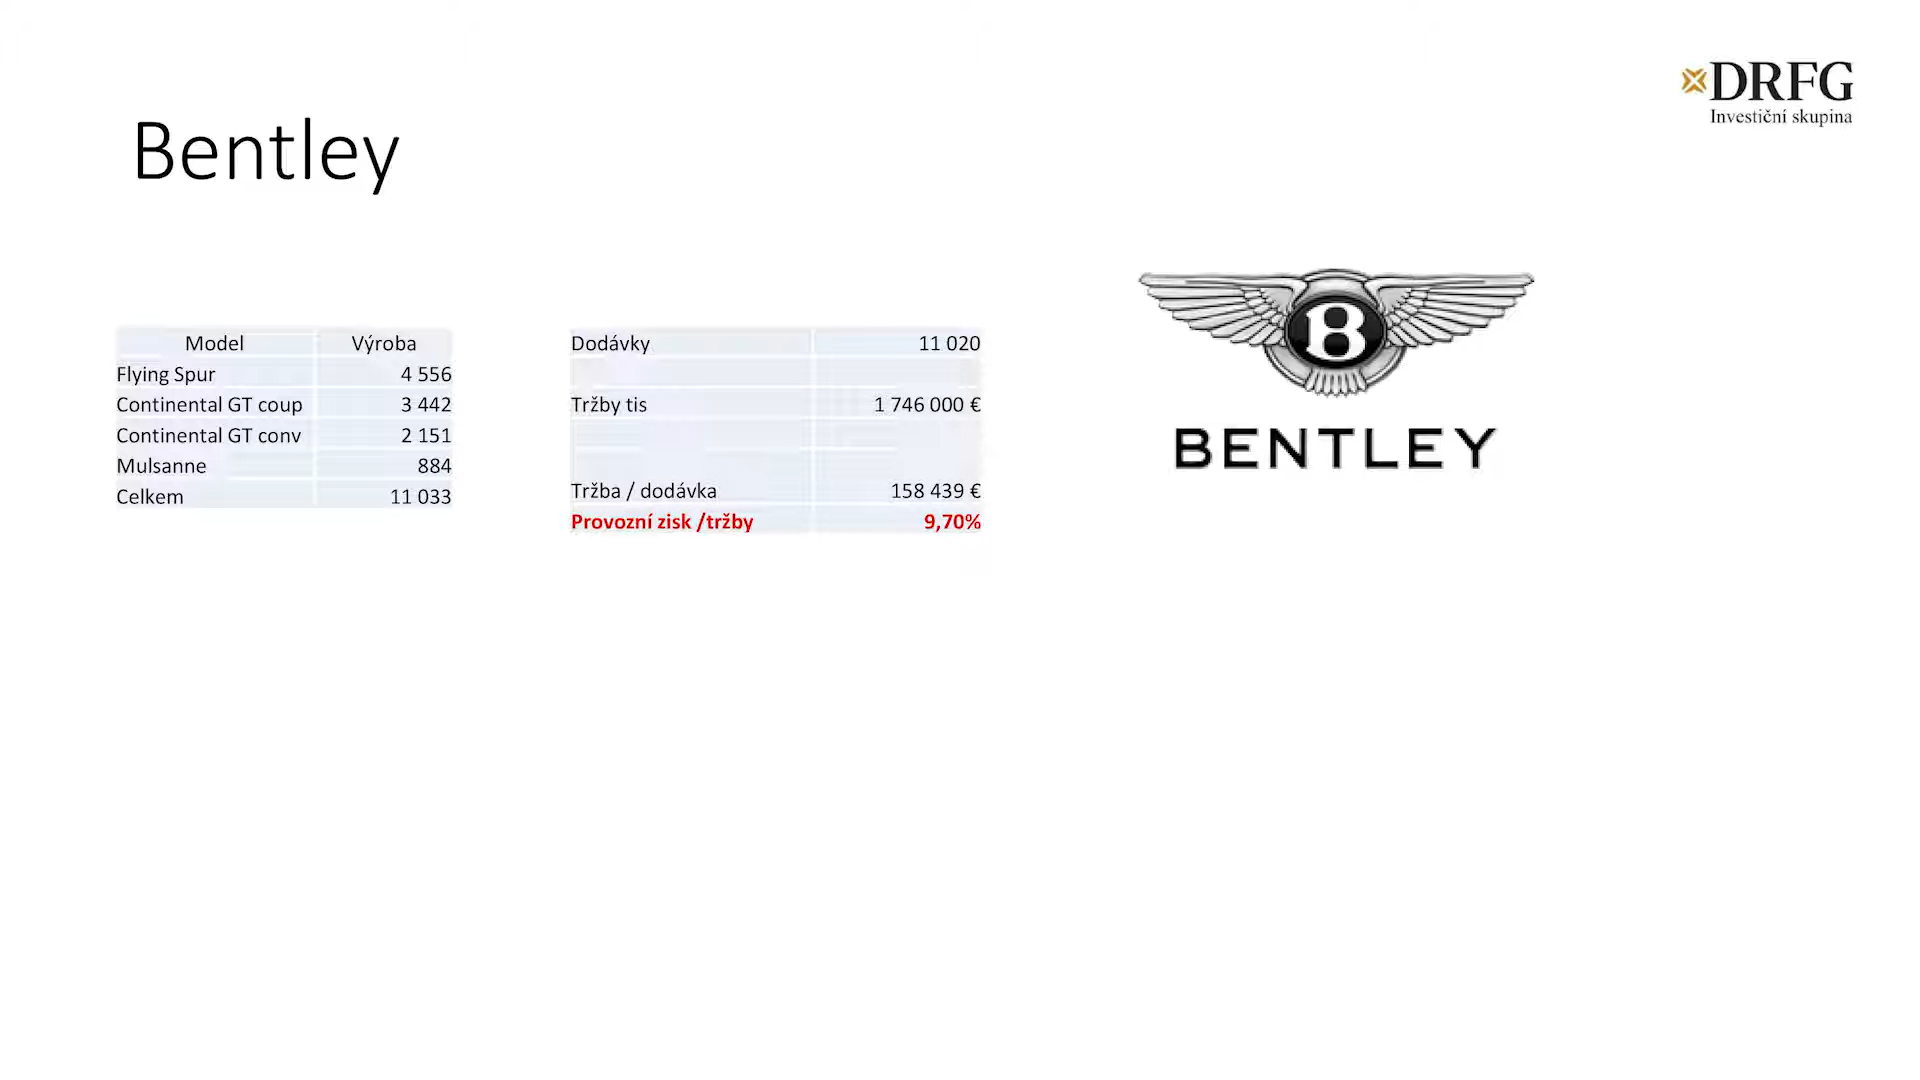 DRFG
Investiční skupina
Bentley
Model Výroba
Flying Spur 4 556
Continental GT coup 3 442
Continental GT conv 2 151
Mulsanne 884
Celkem 11 033
Dodávky 11 020
Tržby tis 1 746 000 €
Tržba / dodávka 158 439 €
Provozní zisk /tržby 9,70%
B
BENTLEY